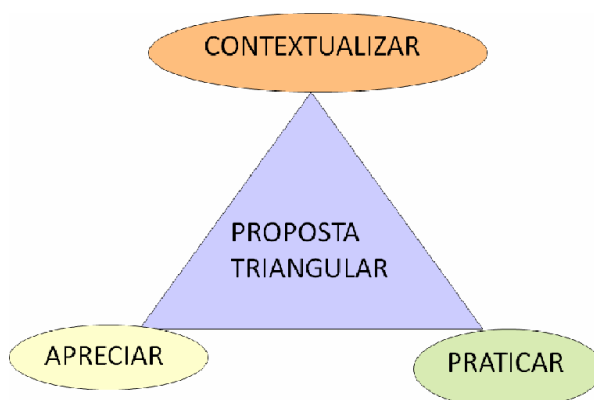 CONTEXTUALIZAR
PROPOSTA
TRIANGULAR
APRECIAR
PRATICAR